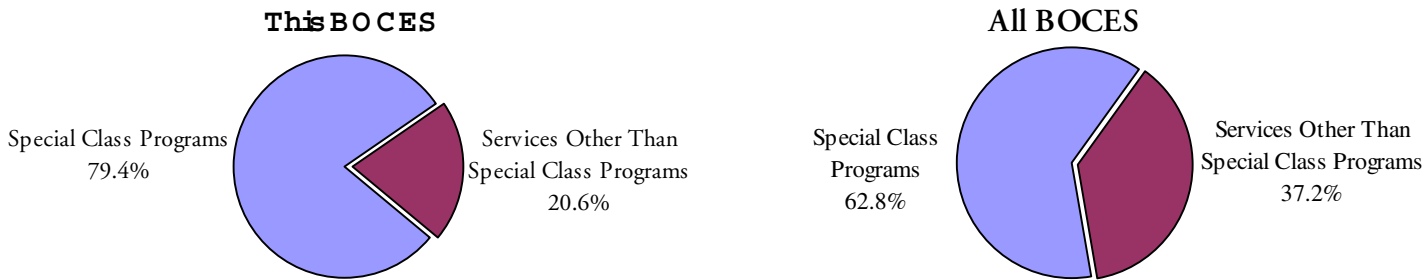 This BOCES
Special Class Programs
79.4%
Services Other Than
Special Class Programs
20.6%
All BOCES
Special Class
Programs
62.8%
Services Other Than
Special Class Programs
37.2%